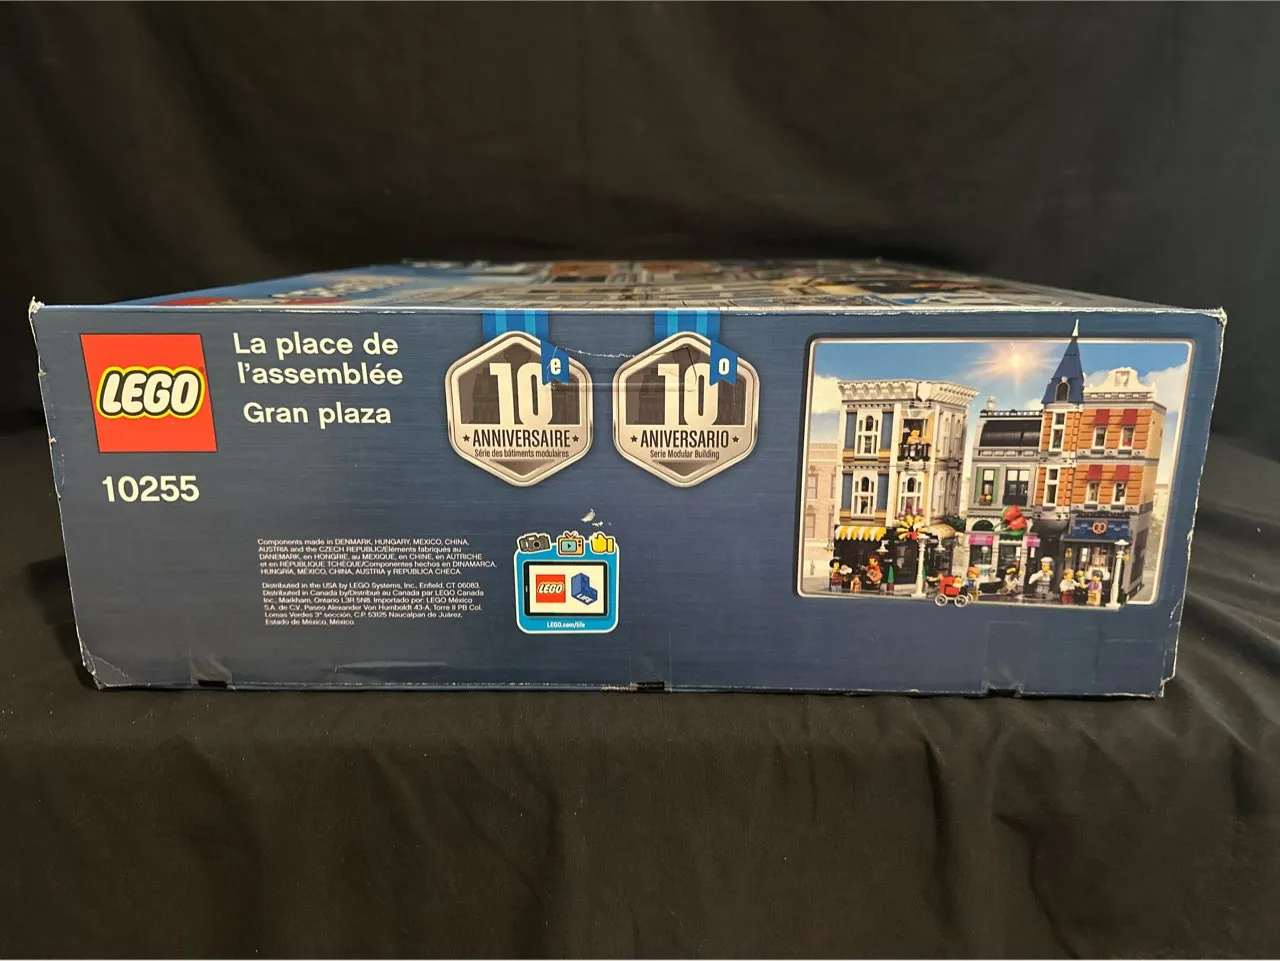 LEGO
10255
La place de
l'assemblée
Gran plaza
10e
ANNIVERSAIRE
Série des bâtiments modulaires
10o
ANIVERSARIO
Serie Modular Building
Components made in DENMARK, HUNGARY, MEXICO, CHINA,
AUSTRIA and the CZECH REPUBLIC/Éléments fabriqués au
DANEMARK, en HONGRIE, au MEXIQUE, en CHINE, en AUTRICHE
et en RÉPUBLIQUE TCHÈQUE/Componentes hechos en DINAMARCA,
HUNGRÍA, MÉXICO, CHINA, AUSTRIA y REPÚBLICA CHECA.
Distributed in the USA by LEGO Systems, Inc., Enfield, CT 06083.
Distributed in Canada by/Distribué au Canada par LEGO Canada
Inc., Markham, Ontario L3R 5N8. Importado por: LEGO México
S.A. de C.V., Paseo Alexander Von Humboldt 43-A, Torre II PB Col.
Lomas Verdes 3ª sección, C.P. 53125 Naucalpan de Juárez,
Estado de México, México.
LEGO
LIFE
LEGO.com/life